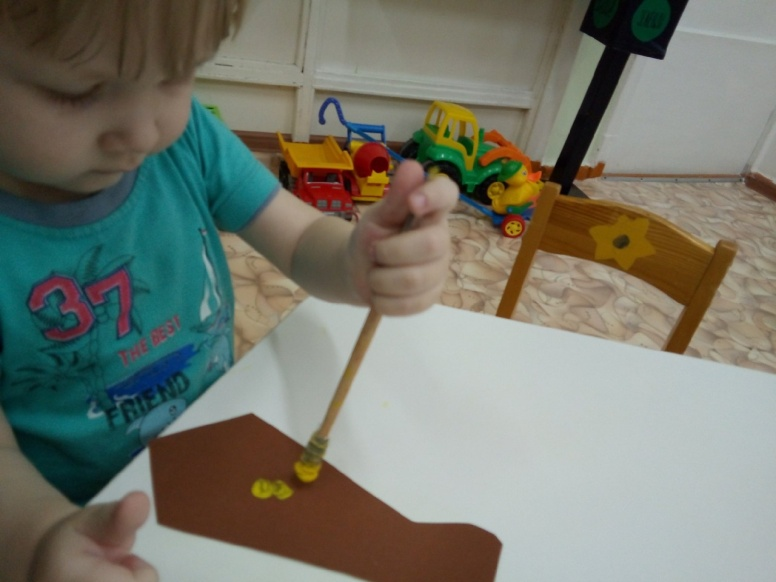 37
THE BEST
FRIEND